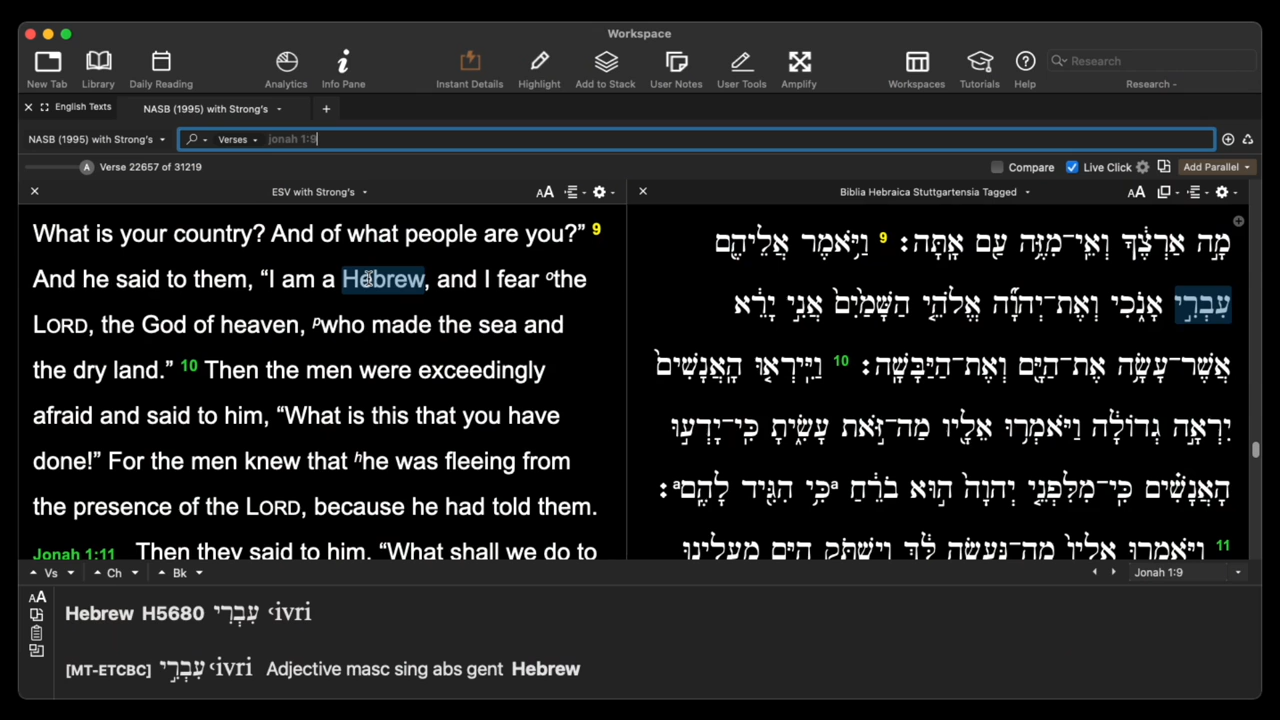 Workspace
New Tab Library Daily Reading Analytics Info Pane Instant Details Highlight Add to Stack User Notes User Tools Amplify Workspaces Tutorials Help Research
Research
English Texts NASB (1995) with Strong's
NASB (1995) with Strong's Verses jonah 1:9
A Verse 22657 of 31219 Compare Live Click Add Parallel
ESV with Strong's
What is your country? And of what people are you?” 9
And he said to them, “I am a Hebrew, and I fear o the
LORD, the God of heaven, p who made the sea and
the dry land.” 10 Then the men were exceedingly
afraid and said to him, “What is this that you have
done!” For the men knew that h he was fleeing from
the presence of the LORD, because he had told them.
Jonah 1:11 Then they said to him, “What shall we do to
Biblia Hebraica Stuttgartensia Tagged
מָ֣ה אַרְצֶ֔ךָ וְאֵֽי־מִזֶּ֥ה עַ֖ם אָֽתָּה׃ 9 וַיֹּ֥אמֶר אֲלֵיהֶ֖ם
עִבְרִ֣י אָנֹ֑כִי וְאֶת־יְהוָ֞ה אֱלֹהֵ֤י הַשָּׁמַ֙יִם֙ אֲנִ֣י יָרֵ֔א
אֲשֶׁר־עָשָׂ֥ה אֶת־הַיָּ֖ם וְאֶת־הַיַּבָּשָֽׁה׃ 10 וַיִּֽירְא֤וּ הָֽאֲנָשִׁים֙
יִרְאָ֣ה גְדוֹלָ֔ה וַיֹּאמְר֥וּ אֵלָ֖יו מַה־זֹּ֣את עָשִׂ֑יתָ כִּֽי־יָדְע֣וּ
הָאֲנָשִׁ֗ים כִּֽי־מִלִּפְנֵ֤י יְהוָה֙ ה֣וּא בֹרֵ֔חַ a כִּ֥י הִגִּ֖יד לָהֶֽם a׃
11 וַיֹּאמְר֤וּ אֵלָיו֙ מַה־נַּ֣עֲשֶׂה לָּ֔ךְ וְיִשְׁתֹּ֥ק הַיָּ֖ם מֵֽעָלֵ֑ינוּ
Vs Ch Bk Jonah 1:9
Hebrew H5680 עִבְרִי ʿivri
[MT-ETCBC] עִבְרִ֣י ʿivri Adjective masc sing abs gent Hebrew